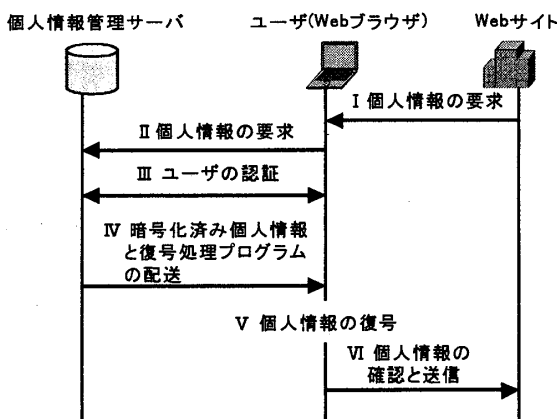 個人情報管理サーバ
ユーザ(Webブラウザ)
Webサイト
Ⅰ 個人情報の要求
Ⅱ 個人情報の要求
Ⅲ ユーザの認証
Ⅳ 暗号化済み個人情報
と復号処理プログラム
の配送
Ⅴ 個人情報の復号
Ⅵ 個人情報の
確認と送信